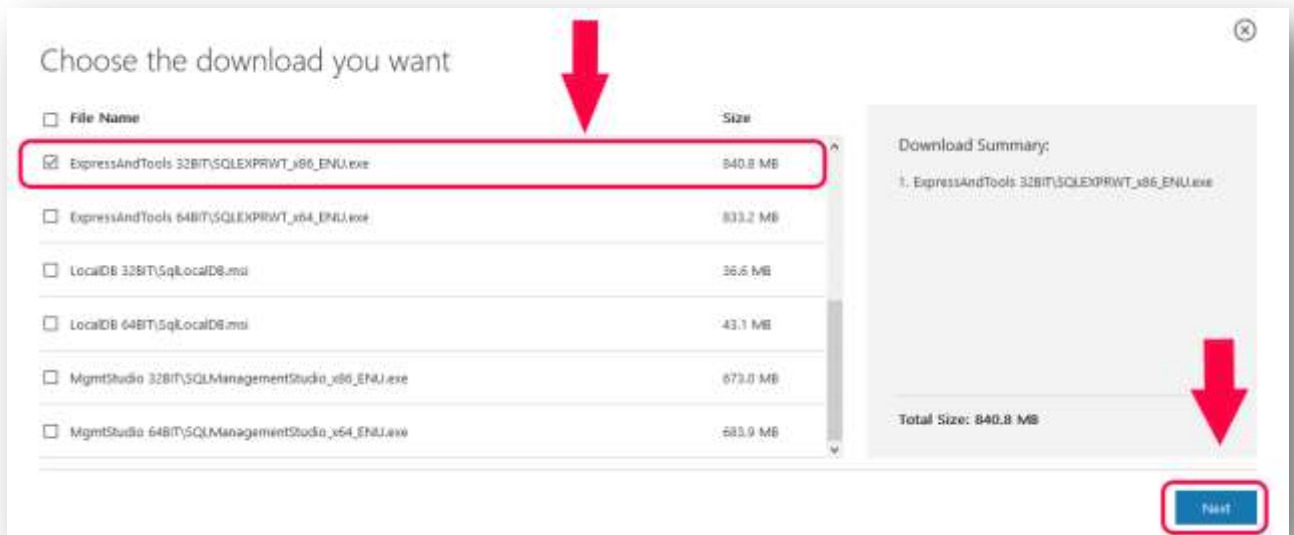 Choose the download you want
File Name Size
ExpressAndTools 32BIT\SQLEXPRWT_x86_ENU.exe 840.8 MB
ExpressAndTools 64BIT\SQLEXPRWT_x64_ENU.exe 833.2 MB
LocalDB 32BIT\SqlLocalDB.msi 36.6 MB
LocalDB 64BIT\SqlLocalDB.msi 43.1 MB
MgmtStudio 32BIT\SQLManagementStudio_x86_ENU.exe 673.0 MB
MgmtStudio 64BIT\SQLManagementStudio_x64_ENU.exe 683.9 MB
Download Summary:
1. ExpressAndTools 32BIT\SQLEXPRWT_x86_ENU.exe
Total Size: 840.8 MB
Next